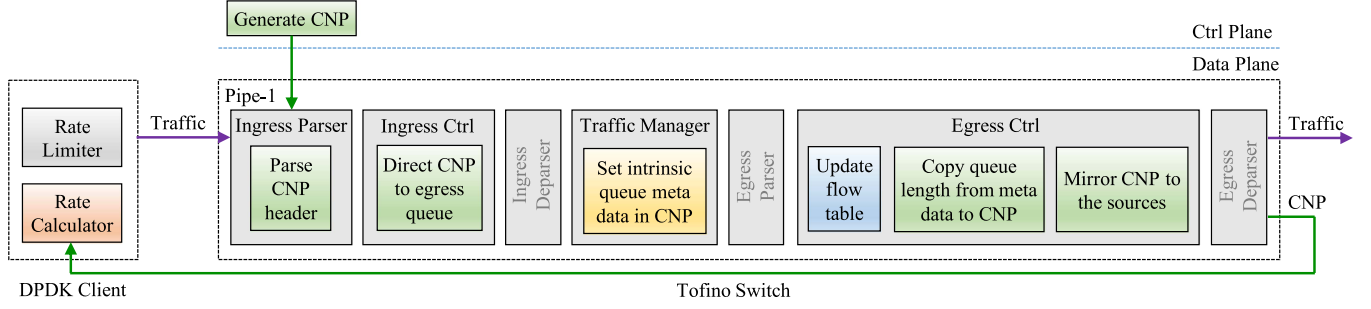 Generate CNP
Ctrl Plane
Data Plane
Pipe-1
Rate
Limiter
Rate
Calculator
Traffic
Ingress Parser
Parse
CNP
header
Ingress Ctrl
Direct CNP
to egress
queue
Ingress
Deparser
Traffic Manager
Set intrinsic
queue meta
data in CNP
Egress
Parser
Egress Ctrl
Update
flow
table
Copy queue
length from meta
data to CNP
Mirror CNP to
the sources
Egress
Deparser
Traffic
CNP
DPDK Client
Tofino Switch